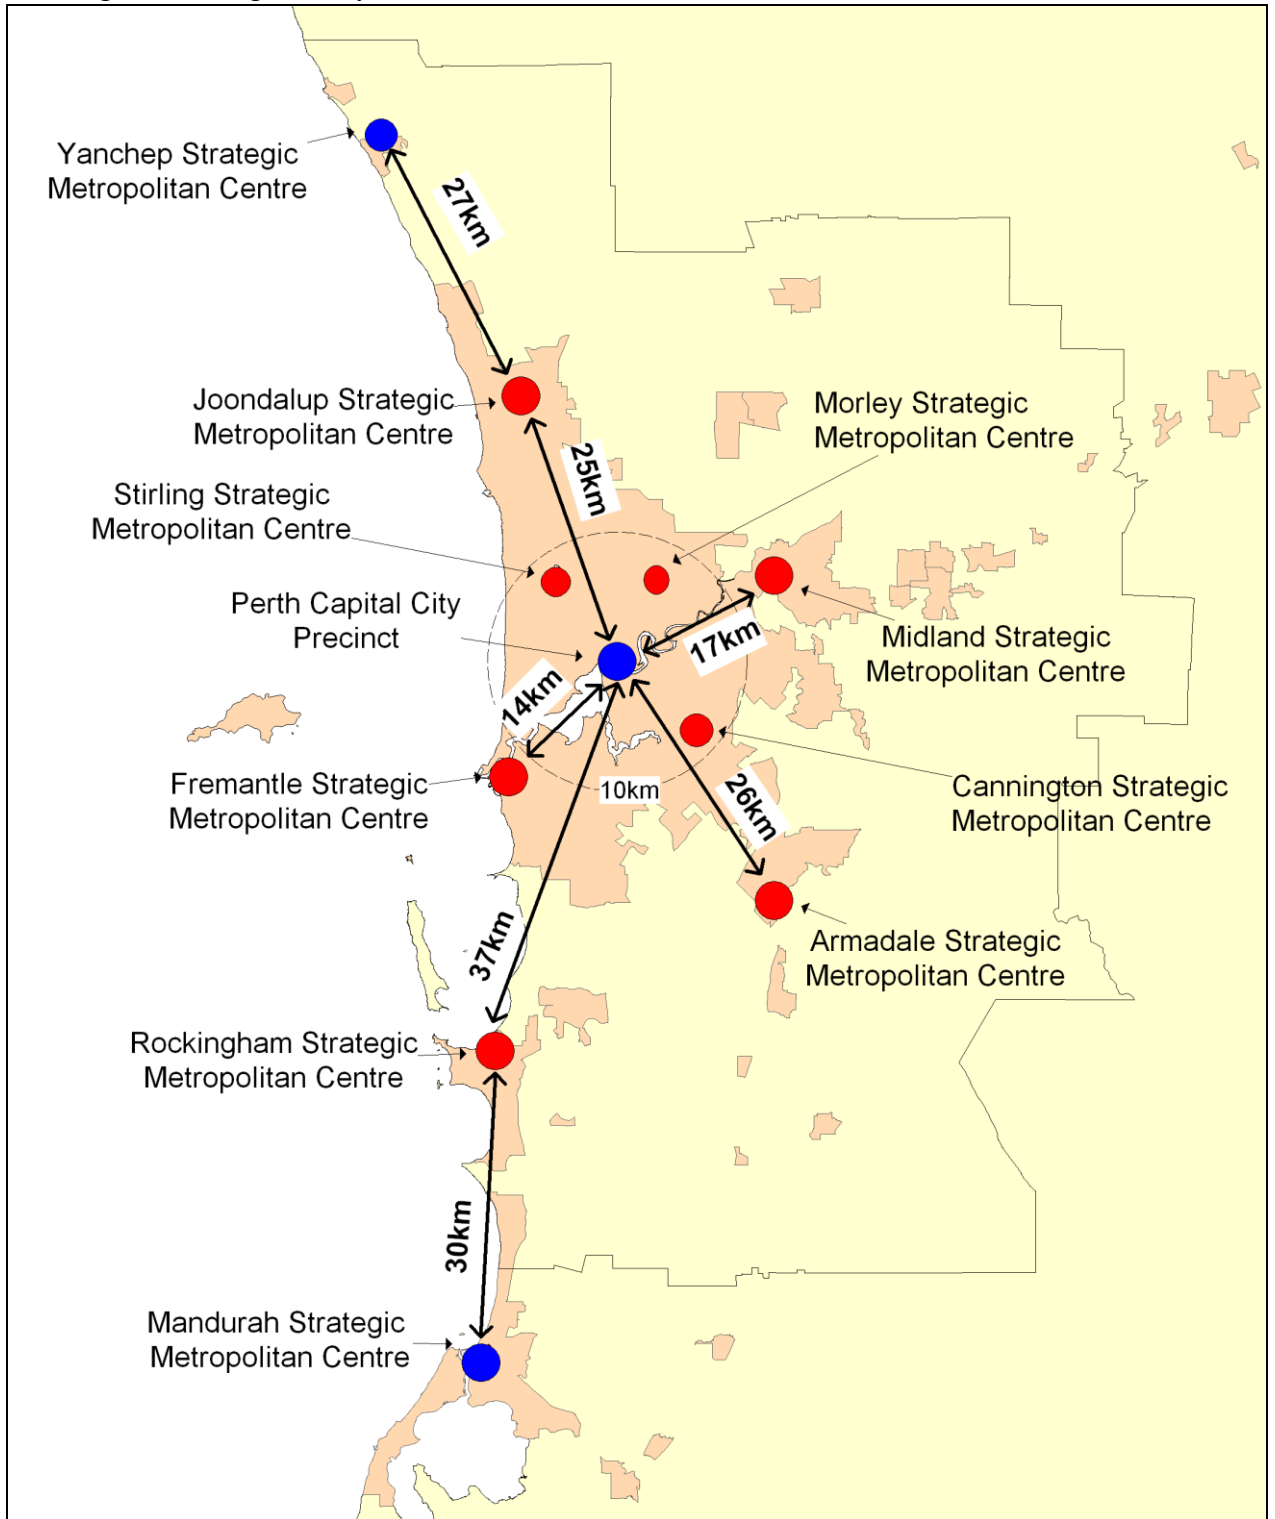 Yanchep Strategic
Metropolitan Centre
27km
Joondalup Strategic
Metropolitan Centre
Morley Strategic
Metropolitan Centre
25km
Stirling Strategic
Metropolitan Centre
Perth Capital City
Precinct
17km
Midland Strategic
Metropolitan Centre
14km
Fremantle Strategic
Metropolitan Centre
10km
26km
Cannington Strategic
Metropolitan Centre
37km
Armadale Strategic
Metropolitan Centre
Rockingham Strategic
Metropolitan Centre
30km
Mandurah Strategic
Metropolitan Centre